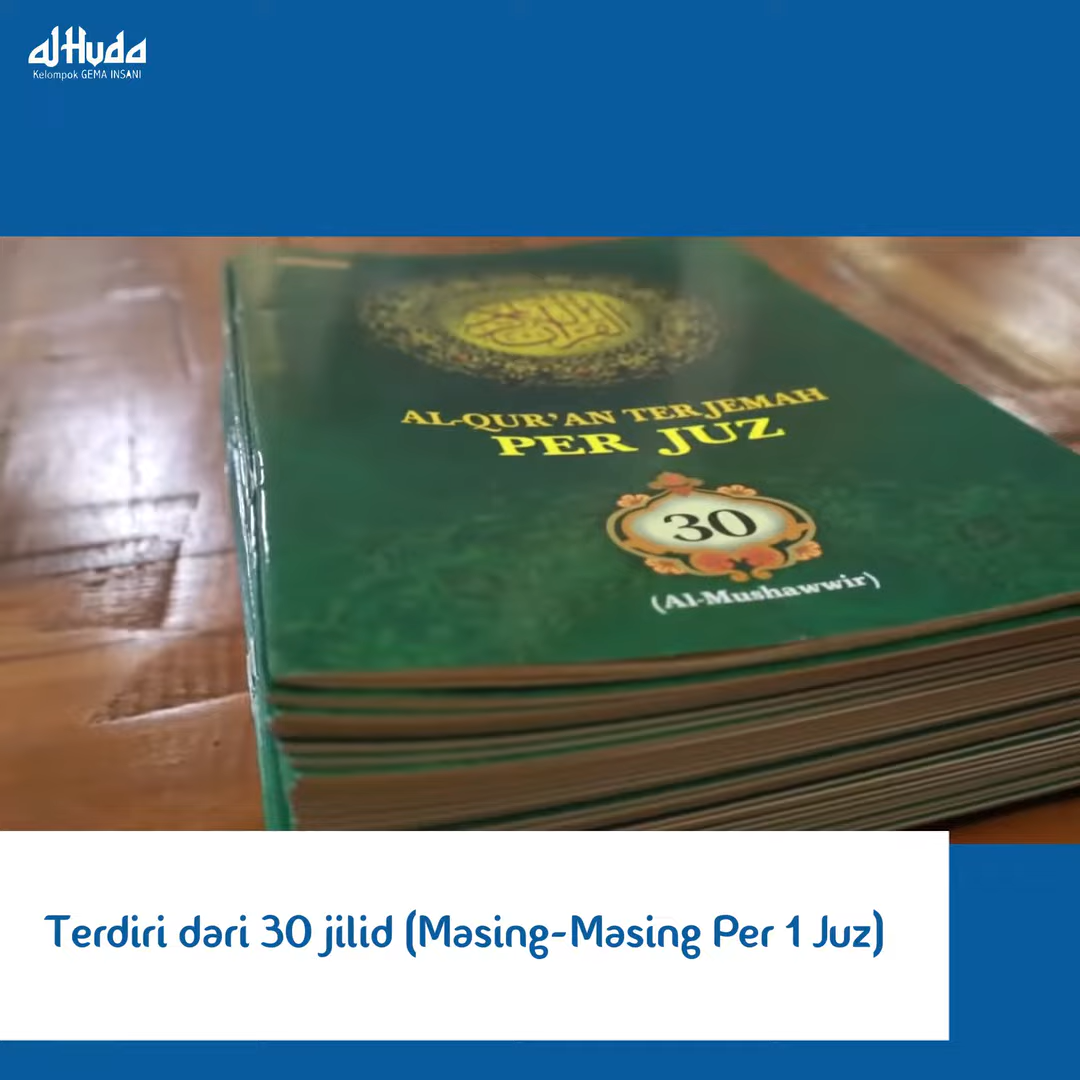 alHuda
Kelompok GEMA INSANI
AL-QUR'AN TERJEMAH
PER JUZ
30
(Al-Mushawwir)
Terdiri dari 30 jilid (Masing-Masing Per 1 Juz)